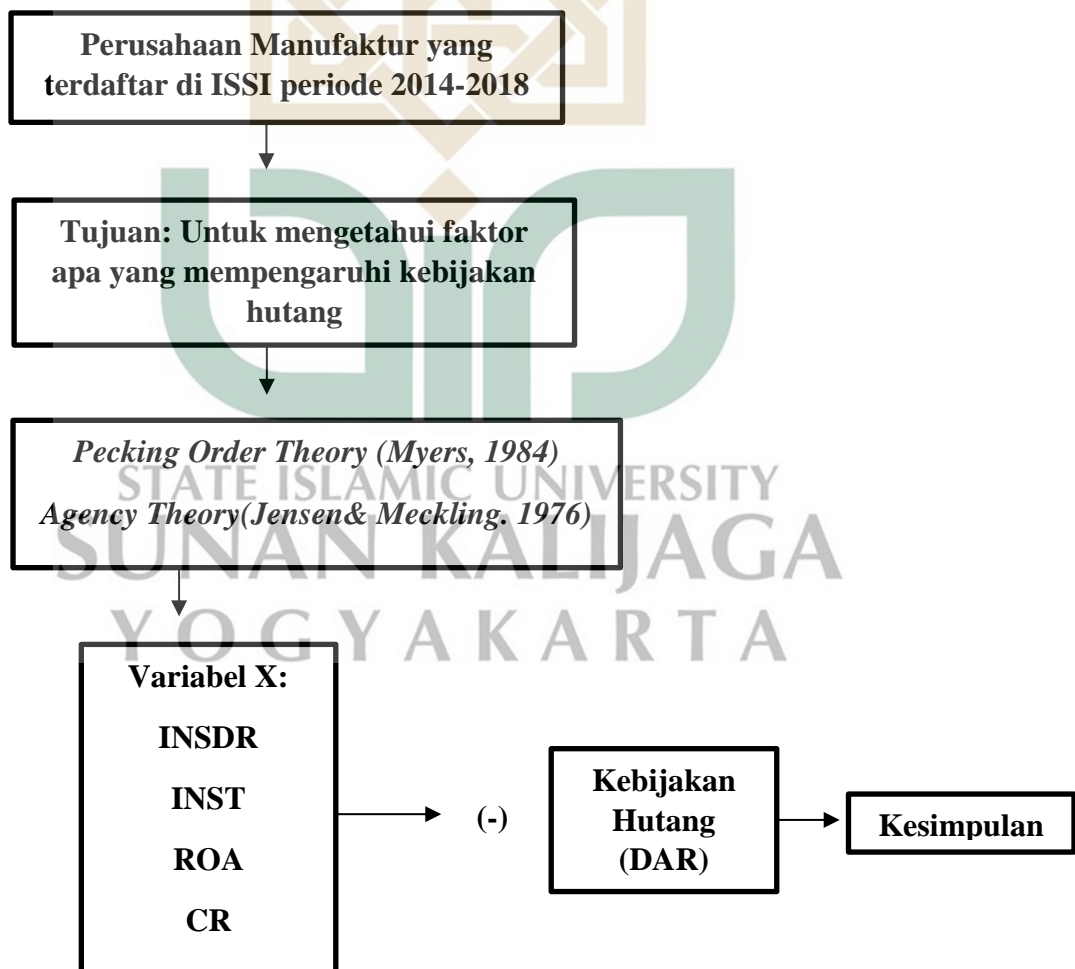 Perusahaan Manufaktur yang
terdaftar di ISSI periode 2014-2018
Tujuan: Untuk mengetahui faktor
apa yang mempengaruhi kebijakan
hutang
Pecking Order Theory (Myers, 1984)
STATE ISLAMIC UNIVERSITY
Agency Theory(Jensen& Meckling. 1976)
SUNAN KALIJAGA
YOGYAKARTA
Variabel X:
INSDR
INST
ROA
CR
(-)
Kebijakan
Hutang
(DAR)
Kesimpulan